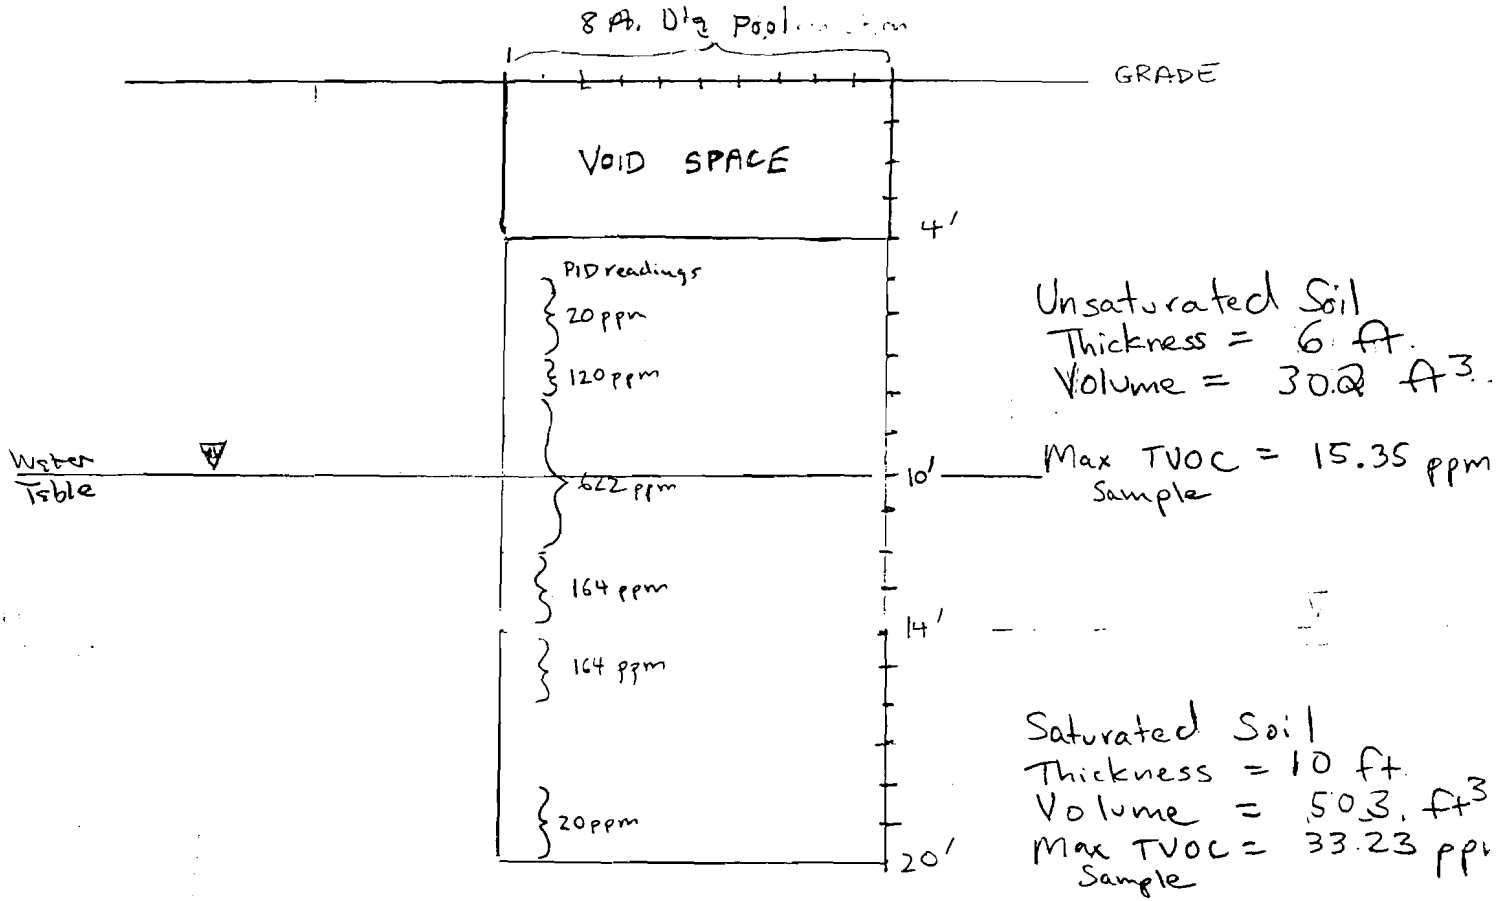 8 ft. Dia Pool
GRADE
VOID SPACE
4'
PID readings
20 ppm
120 ppm
Unsaturated Soil
Thickness = 6 ft.
Volume = 302 ft3
Water
Table
10'
Max TVOC = 15.35 ppm
Sample
622 ppm
164 ppm
14'
164 ppm
Saturated Soil
Thickness = 10 ft
Volume = 503. ft3
Max TVOC = 33.23 pp
Sample
20 ppm
20'